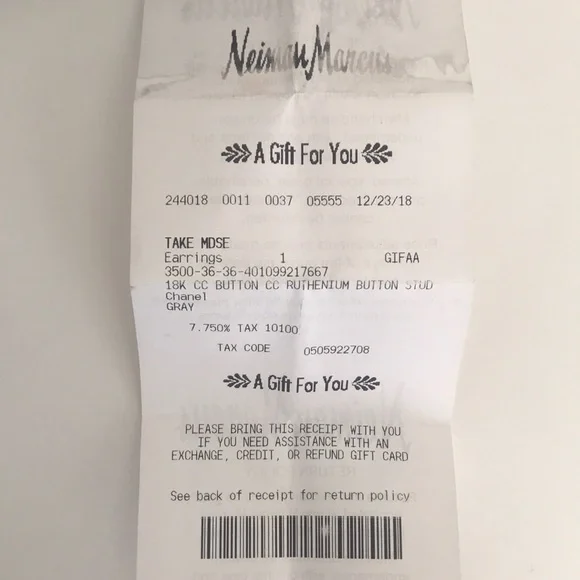 Neiman Marcus
A Gift For You
244018 0011 0037 05555 12/23/18
TAKE MDSE
Earrings 1 GIFAA
3500-36-36-401099217667
18K CC BUTTON CC RUTHENIUM BUTTON STUD
Chanel
GRAY
7.750% TAX 10100
TAX CODE 0505922708
A Gift For You
PLEASE BRING THIS RECEIPT WITH YOU
IF YOU NEED ASSISTANCE WITH AN
EXCHANGE, CREDIT, OR REFUND GIFT CARD
See back of receipt for return policy